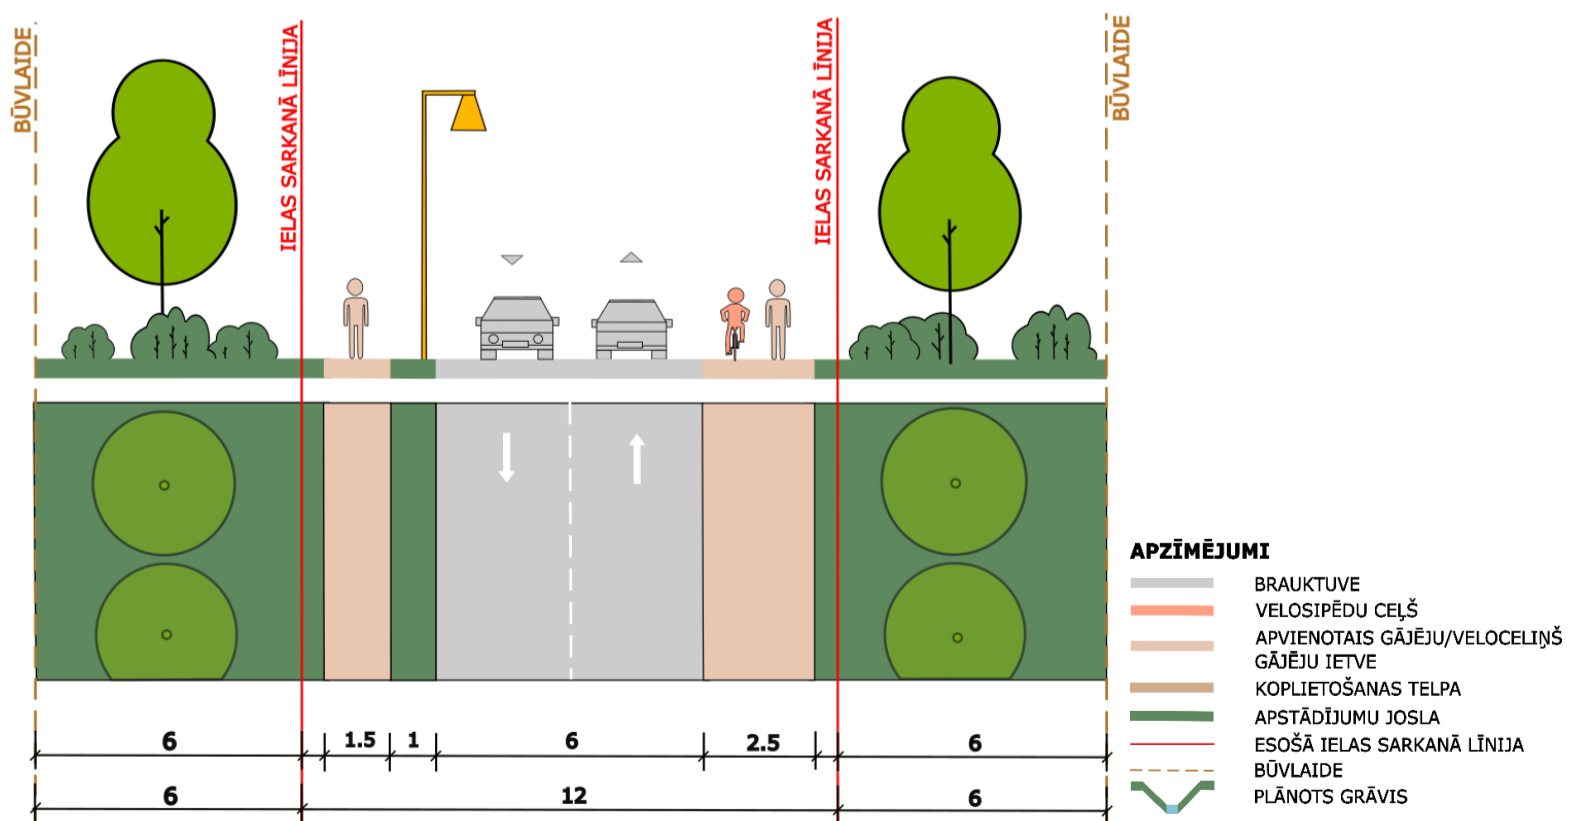 BŪVLAIDE
IELAS SARKANĀ LĪNIJA
IELAS SARKANĀ LĪNIJA
BŪVLAIDE
APZĪMĒJUMI
BRAUKTUVE
VELOSIPĒDU CEĻŠ
APVIENOTAIS GĀJĒJU/VELOCELIŅŠ
GĀJĒJU IETVE
KOPLIETOŠANAS TELPA
APSTĀDĪJUMU JOSLA
ESOŠĀ IELAS SARKANĀ LĪNIJA
BŪVLAIDE
PLĀNOTS GRĀVIS
6 1.5 1 6 2.5 6
6 12 6